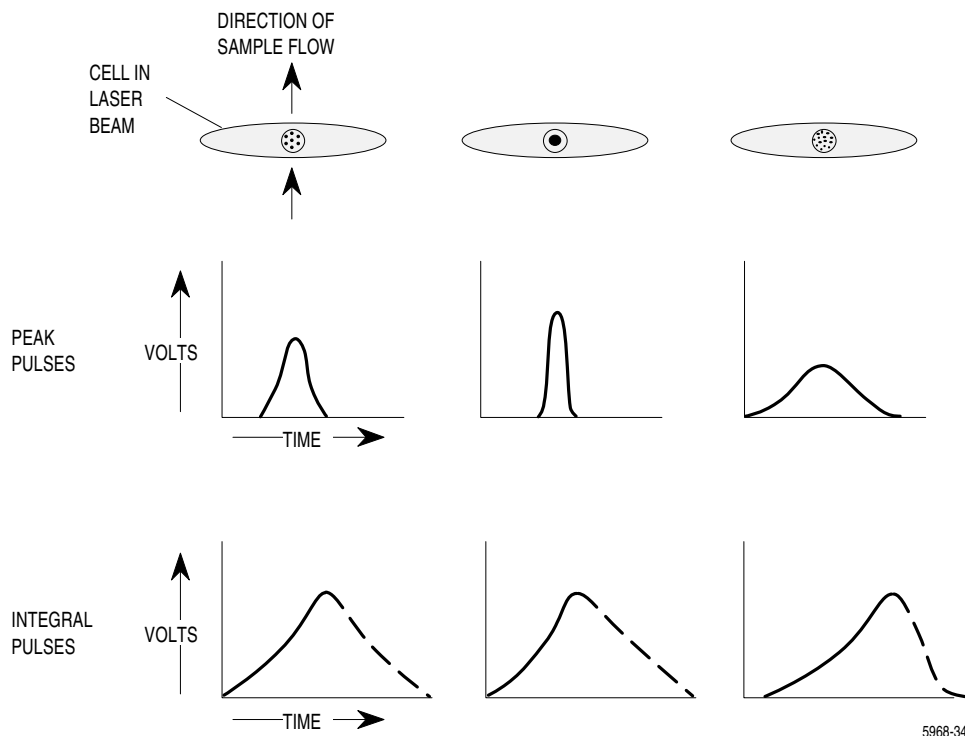 DIRECTION OF
SAMPLE FLOW
CELL IN
LASER
BEAM
PEAK
PULSES
VOLTS
TIME
INTEGRAL
PULSES
VOLTS
TIME
5968-34